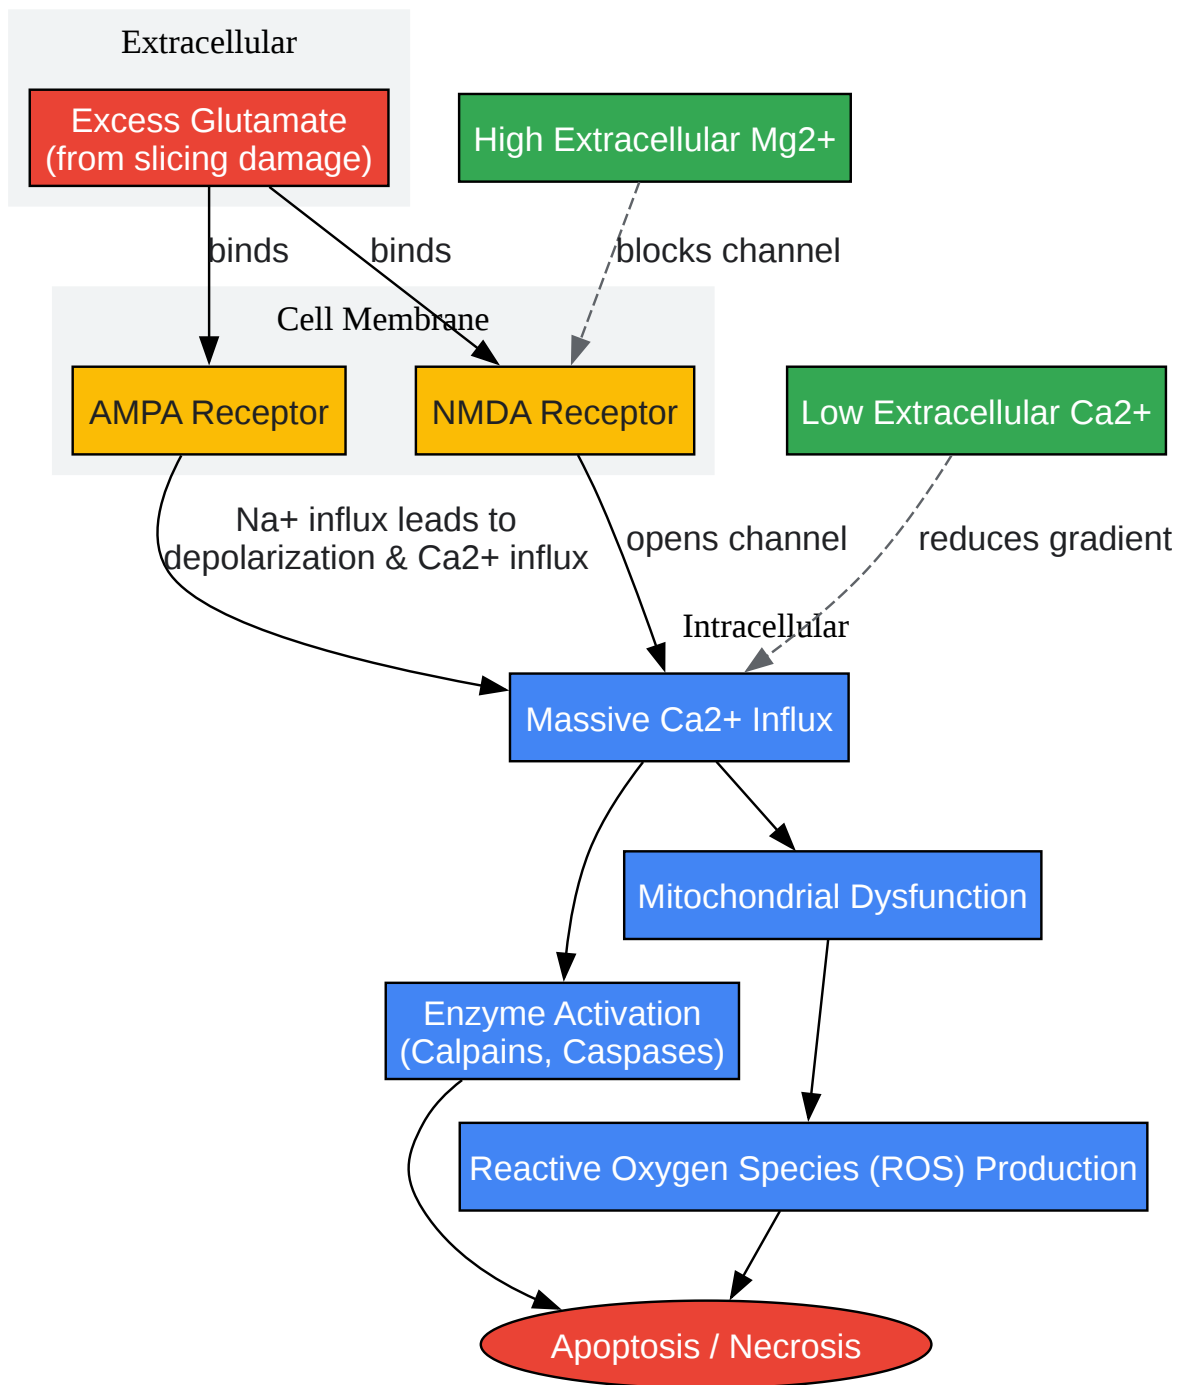 Extracellular
Excess Glutamate
(from slicing damage)
High Extracellular Mg2+
binds
binds
blocks channel
Cell Membrane
AMPA Receptor
NMDA Receptor
Low Extracellular Ca2+
Na+ influx leads to
depolarization & Ca2+ influx
opens channel
reduces gradient
Intracellular
Massive Ca2+ Influx
Mitochondrial Dysfunction
Enzyme Activation
(Calpains, Caspases)
Reactive Oxygen Species (ROS) Production
Apoptosis / Necrosis